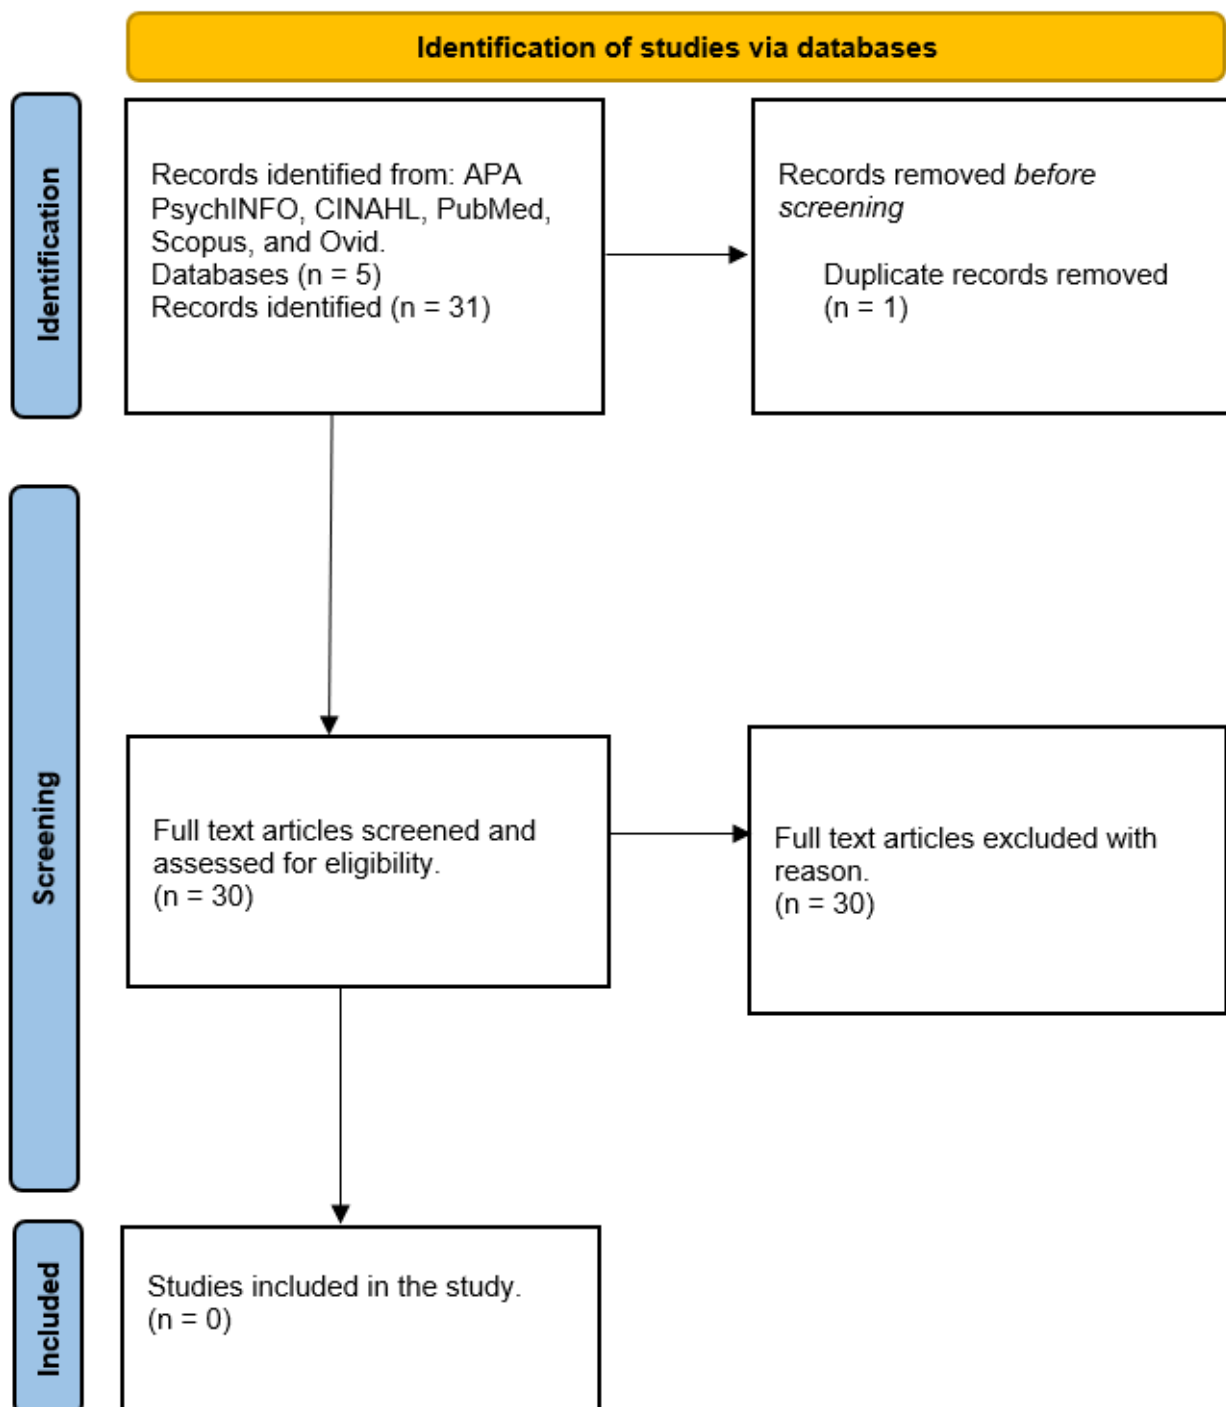 Identification of studies via databases
Identification
Records identified from: APA
PsychINFO, CINAHL, PubMed,
Scopus, and Ovid.
Databases (n = 5)
Records identified (n = 31)
Records removed before
screening
Duplicate records removed
(n = 1)
Screening
Full text articles screened and
assessed for eligibility.
(n = 30)
Full text articles excluded with
reason.
(n = 30)
Included
Studies included in the study.
(n = 0)